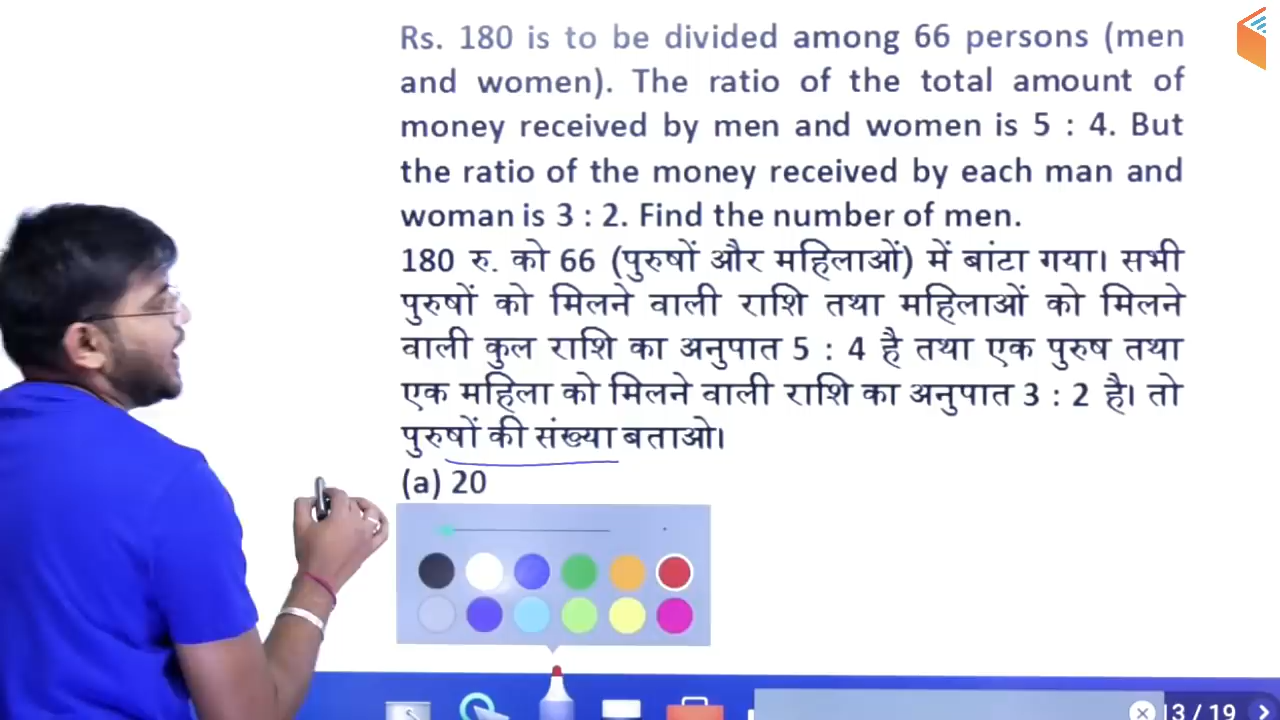 Rs. 180 is to be divided among 66 persons (men
and women). The ratio of the total amount of
money received by men and women is 5 : 4. But
the ratio of the money received by each man and
woman is 3 : 2. Find the number of men.
180 रु. को 66 (पुरुषों और महिलाओं) में बांटा गया। सभी
पुरुषों को मिलने वाली राशि तथा महिलाओं को मिलने
वाली कुल राशि का अनुपात 5 : 4 है तथा एक पुरुष तथा
एक महिला को मिलने वाली राशि का अनुपात 3 : 2 है। तो
पुरुषों की संख्या बताओ।
(a) 20
13 / 19